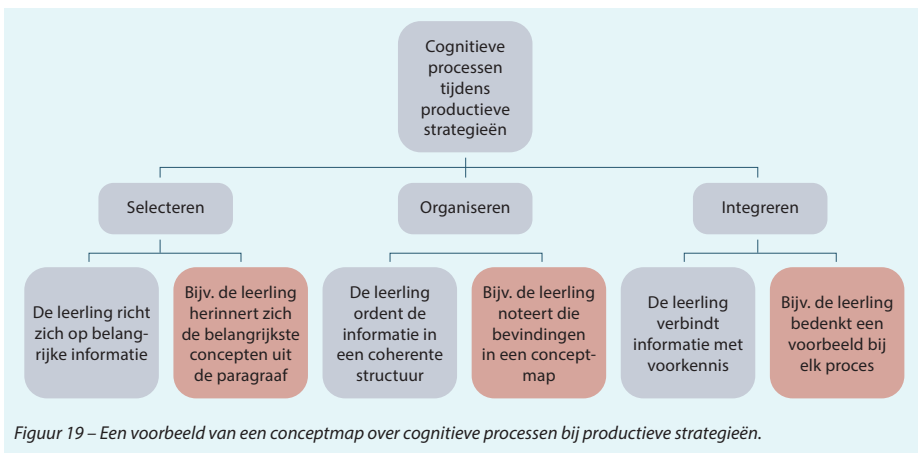 Cognitieve
processen
tijdens
productieve
strategieën
Selecteren
Organiseren
Integreren
De leerling richt
zich op belang-
rijke informatie
Bijv. de leerling
herinnert zich
de belangrijkste
concepten uit
de paragraaf
De leerling
ordent de
informatie in
een coherente
structuur
Bijv. de leerling
noteert die
bevindingen
in een concept-
map
De leerling
verbindt
informatie met
voorkennis
Bijv. de leerling
bedenkt een
voorbeeld bij
elk proces
Figuur 19 – Een voorbeeld van een conceptmap over cognitieve processen bij productieve strategieën.